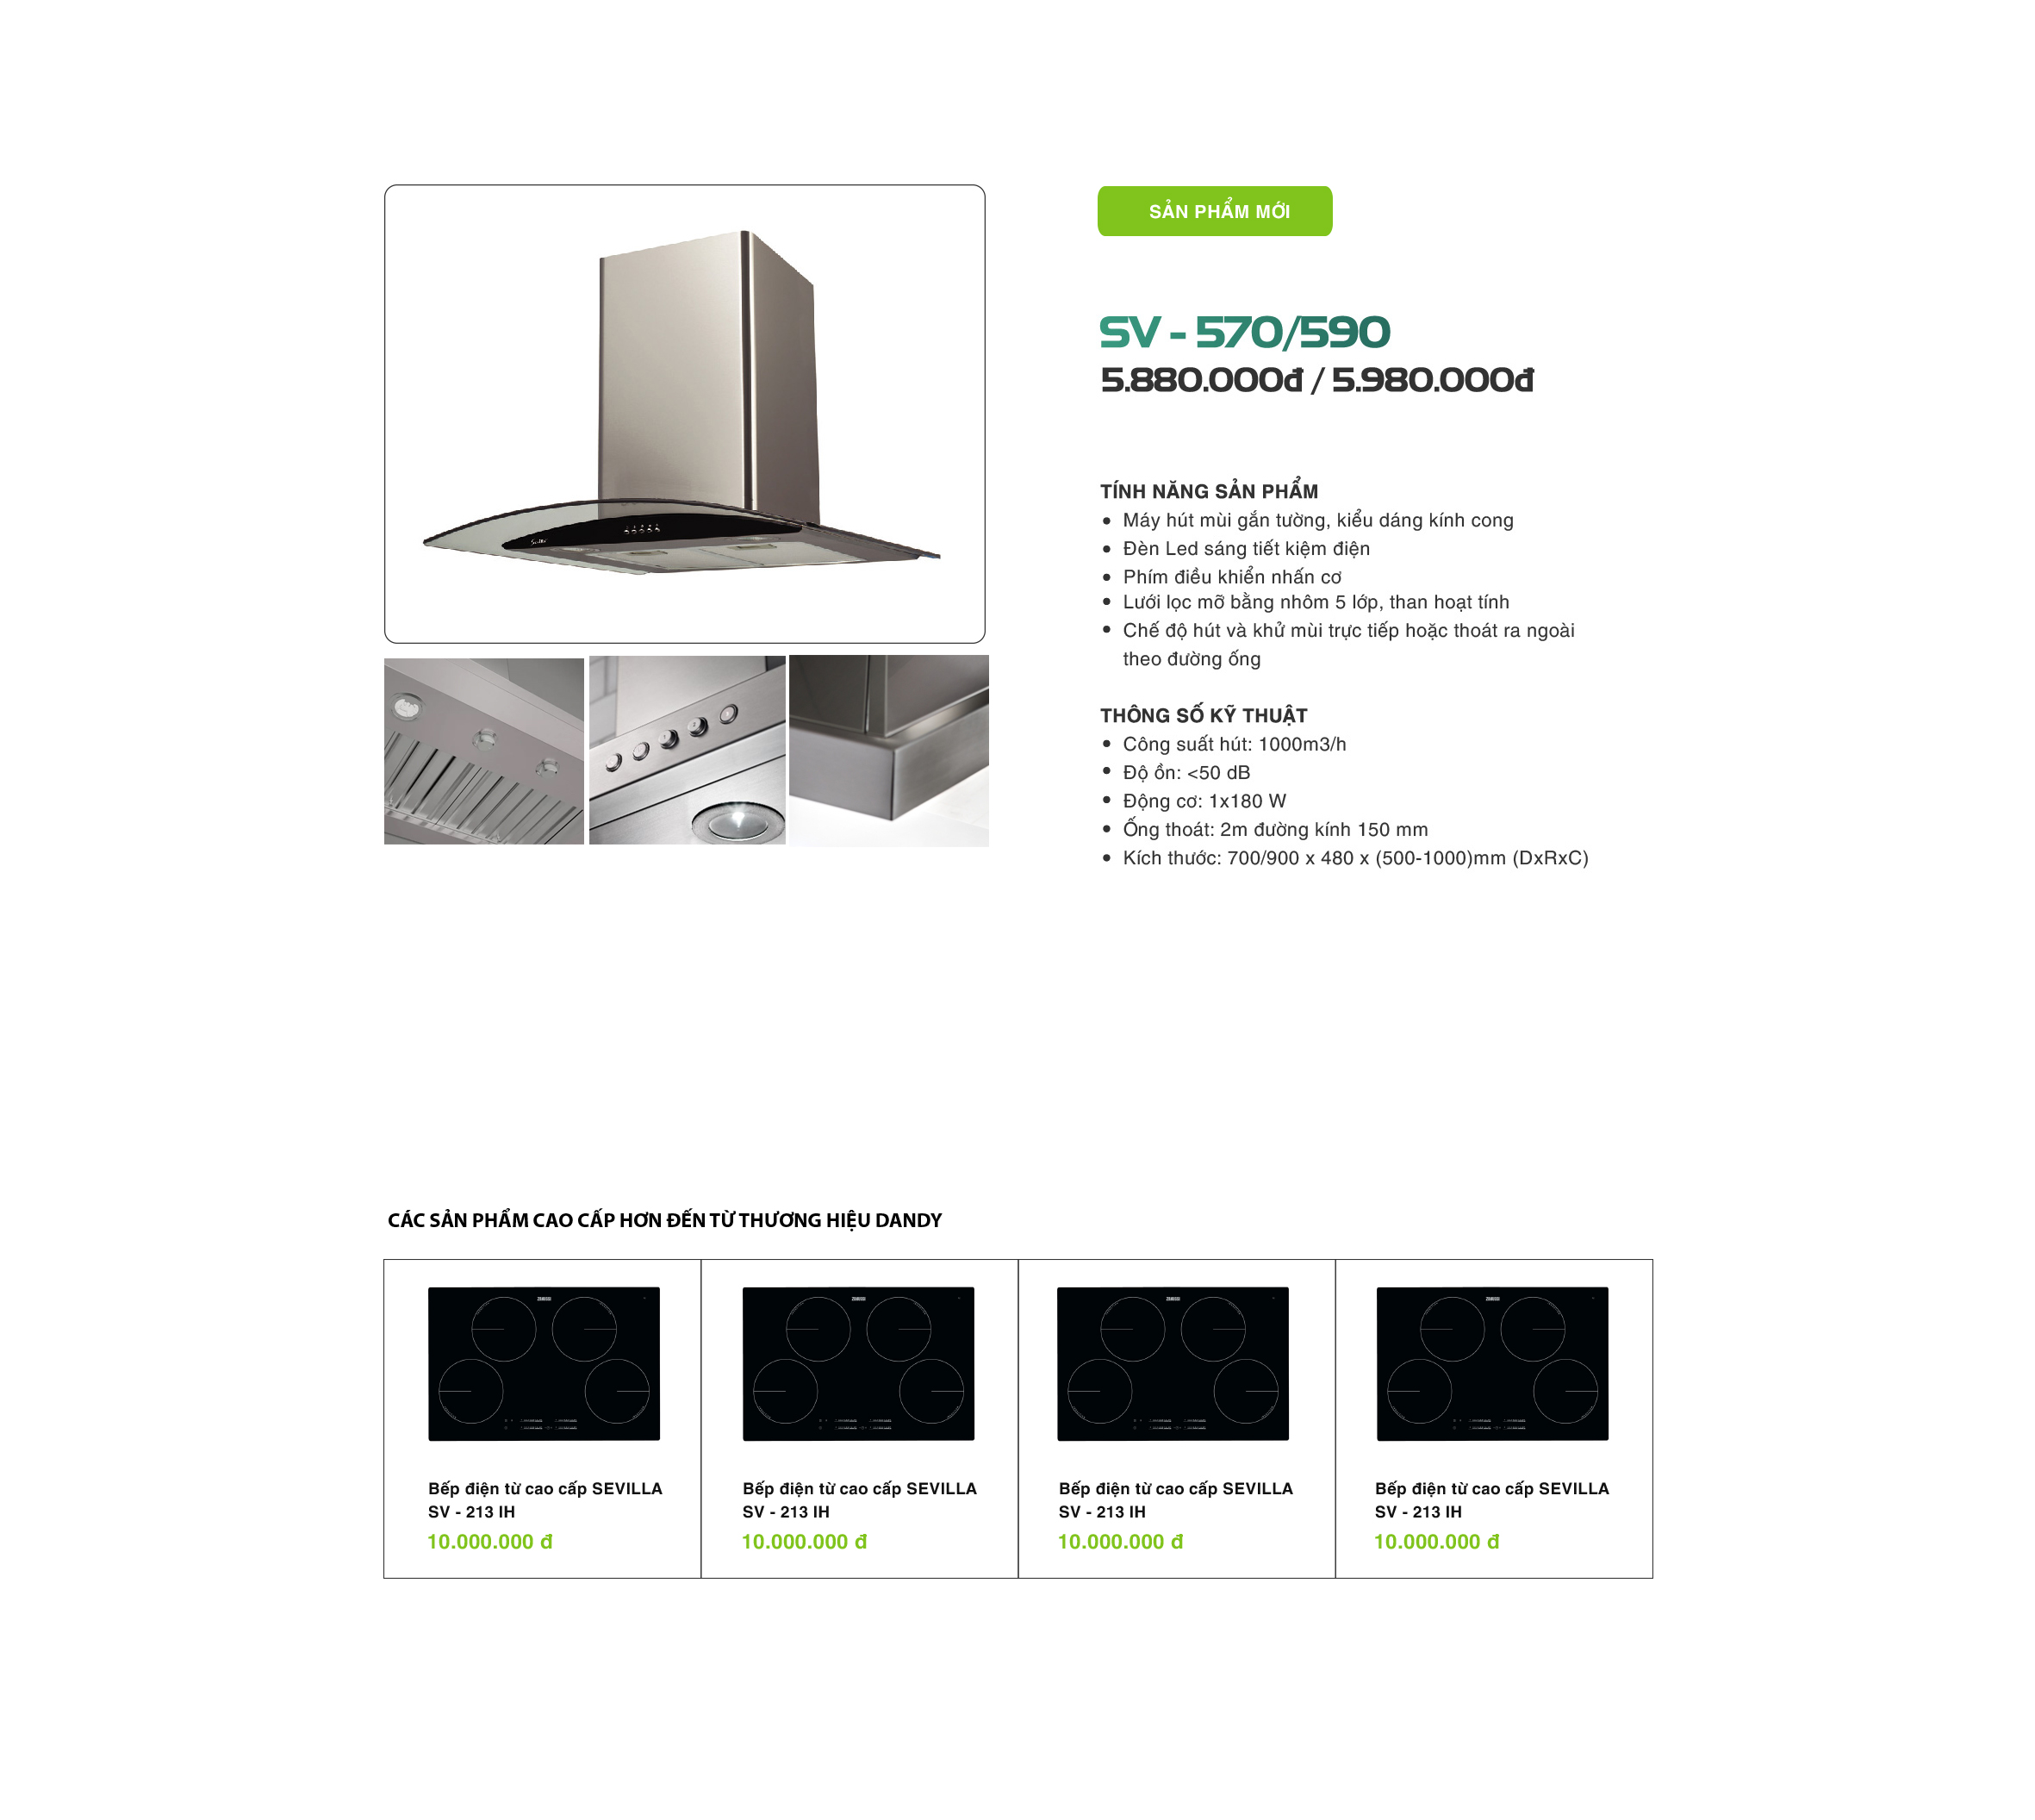 SẢN PHẨM MỚI
SV - 570/590
5.880.000đ / 5.980.000đ
TÍNH NĂNG SẢN PHẨM
Máy hút mùi gắn tường, kiểu dáng kính cong
Đèn Led sáng tiết kiệm điện
Phím điều khiển nhấn cơ
Lưới lọc mỡ bằng nhôm 5 lớp, than hoạt tính
Chế độ hút và khử mùi trực tiếp hoặc thoát ra ngoài
theo đường ống
THÔNG SỐ KỸ THUẬT
Công suất hút: 1000m3/h
Độ ồn: <50 dB
Động cơ: 1x180 W
Ống thoát: 2m đường kính 150 mm
Kích thước: 700/900 x 480 x (500-1000)mm (DxRxC)
CÁC SẢN PHẨM CAO CẤP HƠN ĐẾN TỪ THƯƠNG HIỆU DANDY
Bếp điện từ cao cấp SEVILLA
SV - 213 IH
10.000.000 đ
Bếp điện từ cao cấp SEVILLA
SV - 213 IH
10.000.000 đ
Bếp điện từ cao cấp SEVILLA
SV - 213 IH
10.000.000 đ
Bếp điện từ cao cấp SEVILLA
SV - 213 IH
10.000.000 đ